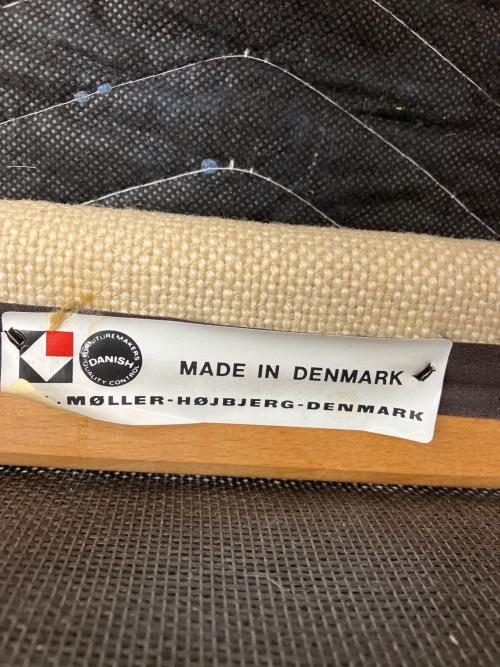 FURNITUREMAKERS
DANISH
QUALITY CONTROL
MADE IN DENMARK
.MØLLER-HØJBJERG-DENMARK